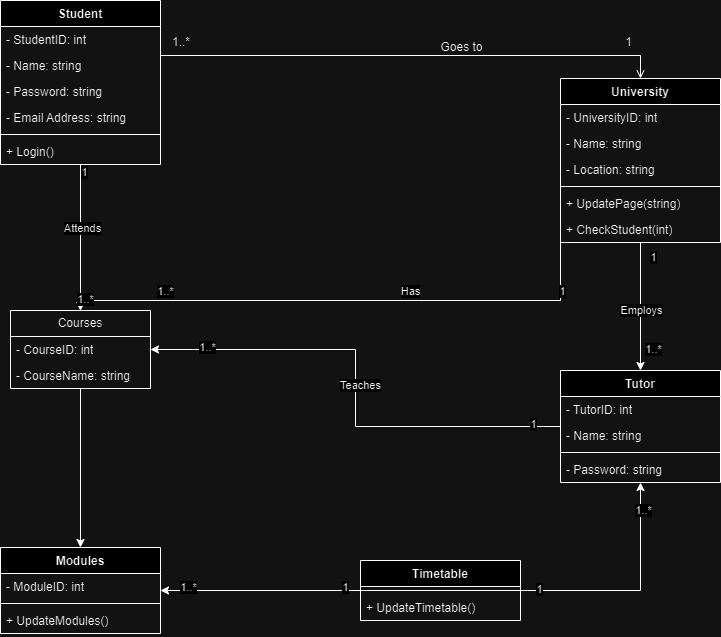 Student
- StudentID: int
- Name: string
- Password: string
- Email Address: string
+ Login()
1..*
Goes to
1
University
- UniversityID: int
- Name: string
- Location: string
+ UpdatePage(string)
+ CheckStudent(int)
1
Attends
1..*
1..*
Has
1
1
Employs
1..*
Courses
- CourseID: int
- CourseName: string
1..*
Teaches
1
Tutor
- TutorID: int
- Name: string
- Password: string
1..*
Modules
- ModuleID: int
+ UpdateModules()
1..*
1
Timetable
+ UpdateTimetable()
1